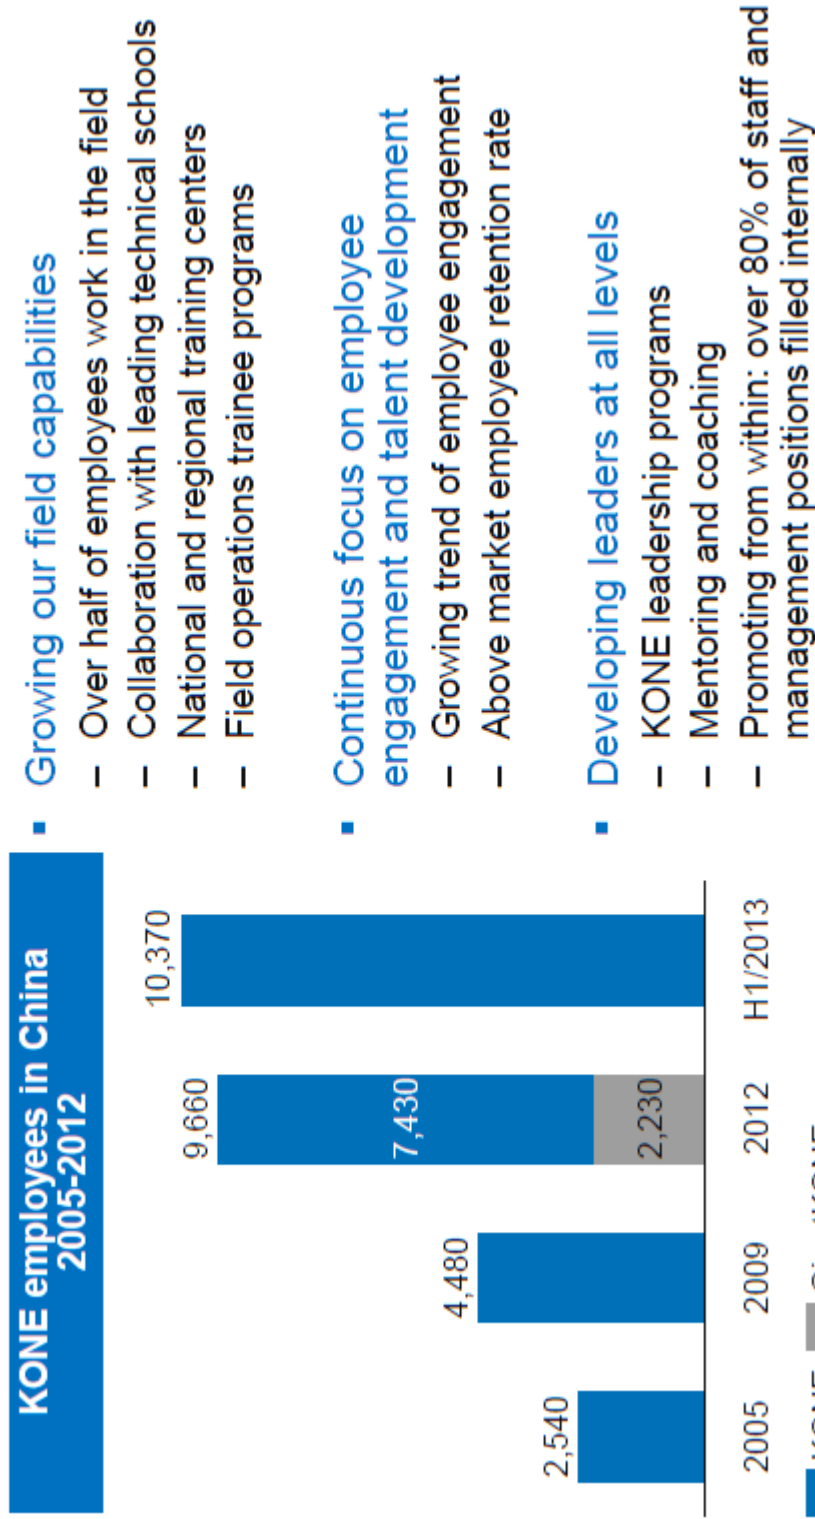 KONE employees in China
2005-2012
10,370
9,660
7,430
2,230
4,480
2,540
2005
2009
2012
H1/2013
▪ Growing our field capabilities
– Over half of employees work in the field
– Collaboration with leading technical schools
– National and regional training centers
– Field operations trainee programs
▪ Continuous focus on employee
engagement and talent development
– Growing trend of employee engagement
– Above market employee retention rate
▪ Developing leaders at all levels
– KONE leadership programs
– Mentoring and coaching
– Promoting from within: over 80% of staff and
management positions filled internally